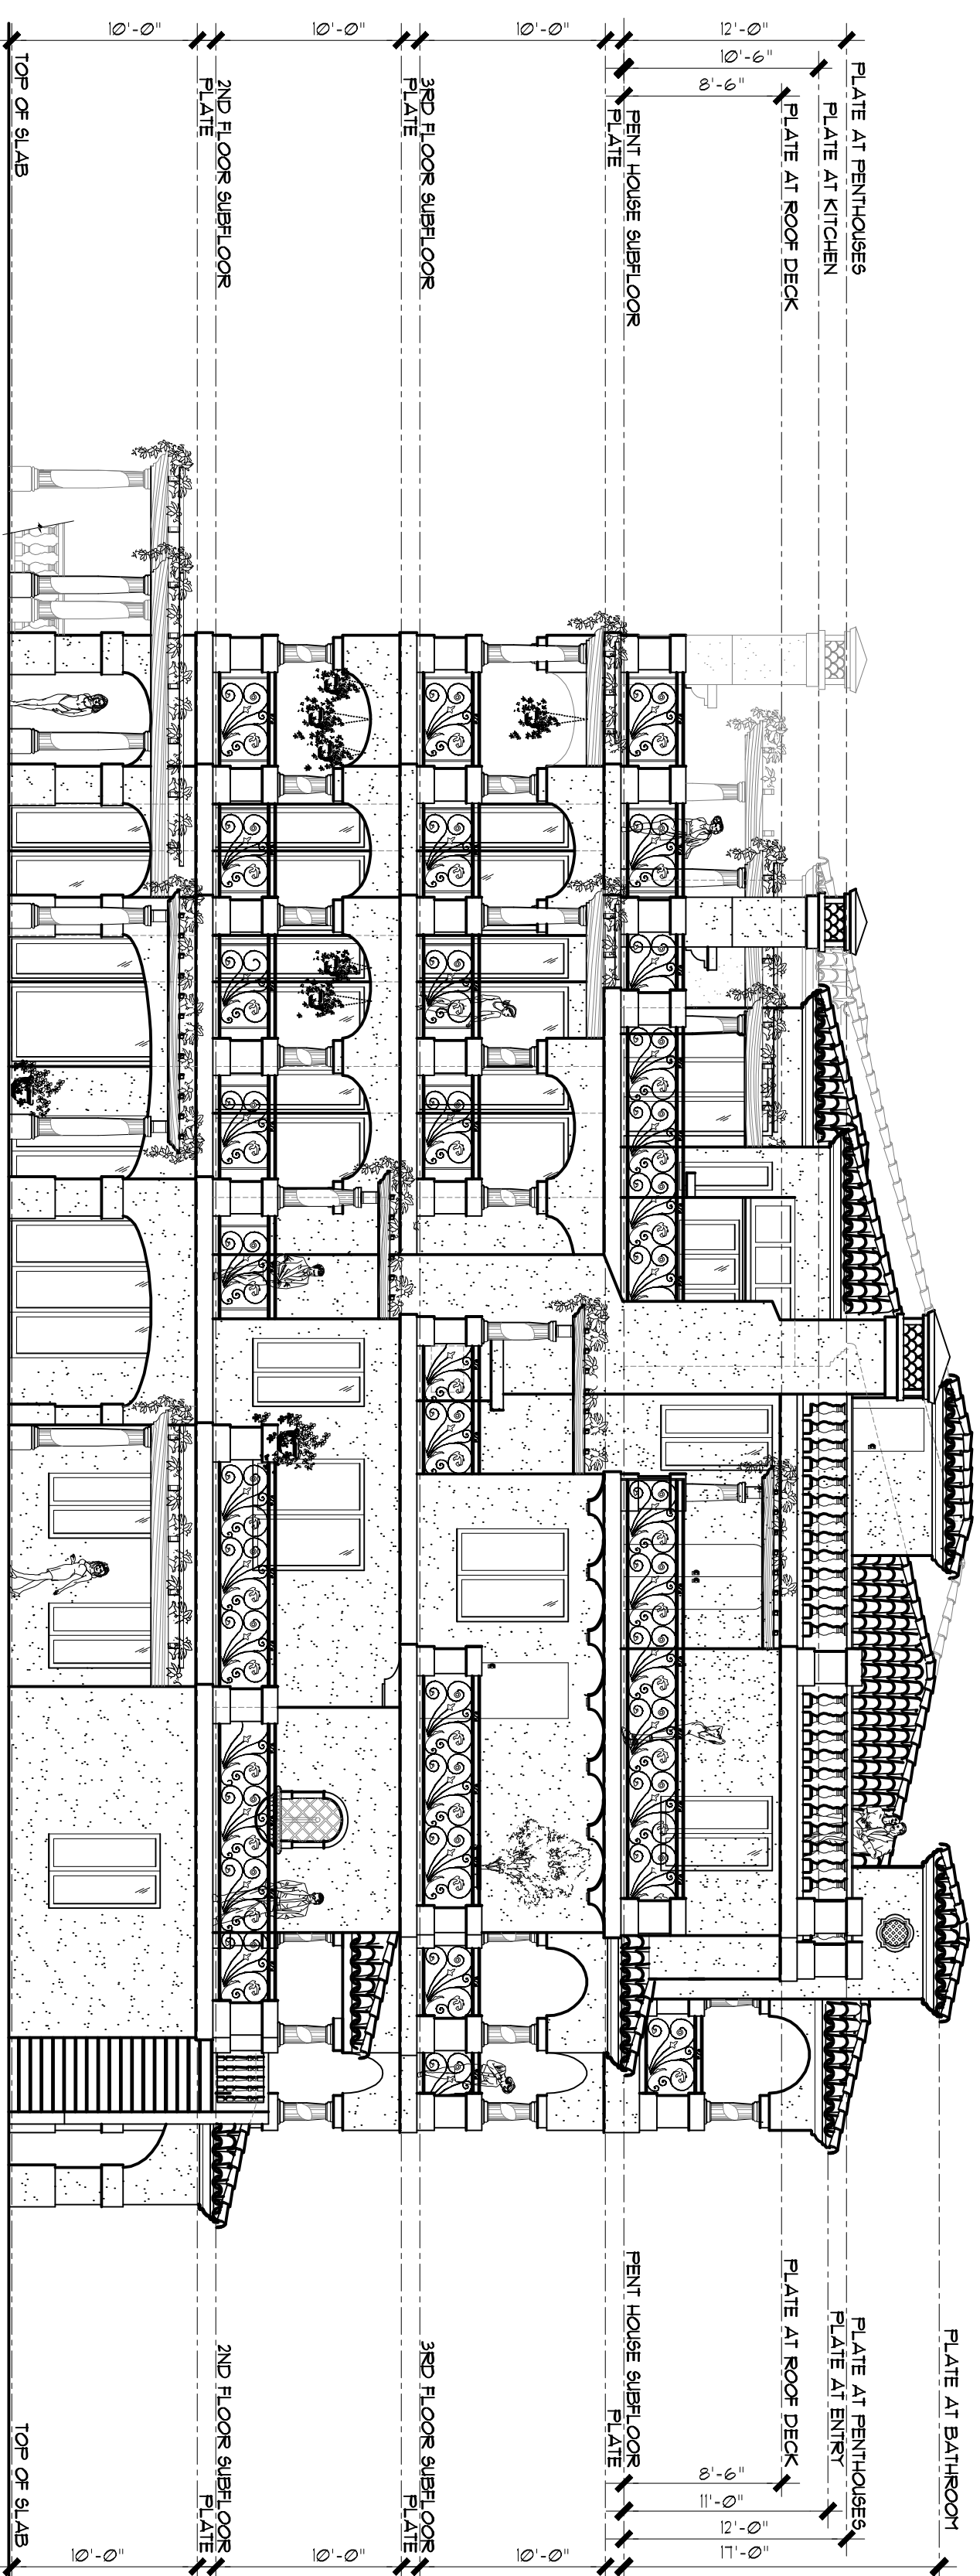 12'-0"
10'-6"
8'-6"
10'-0"
10'-0"
10'-0"
PLATE AT PENTHOUSES
PLATE AT KITCHEN
PLATE AT ROOF DECK
PENT HOUSE SUBFLOOR
PLATE
3RD FLOOR SUBFLOOR
PLATE
2ND FLOOR SUBFLOOR
PLATE
TOP OF SLAB
PLATE AT BATHROOM
PLATE AT PENTHOUSES
PLATE AT ENTRY
PLATE AT ROOF DECK
PENT HOUSE SUBFLOOR
PLATE
3RD FLOOR SUBFLOOR
PLATE
2ND FLOOR SUBFLOOR
PLATE
TOP OF SLAB
8'-6"
11'-0"
12'-0"
17'-0"
10'-0"
10'-0"
10'-0"